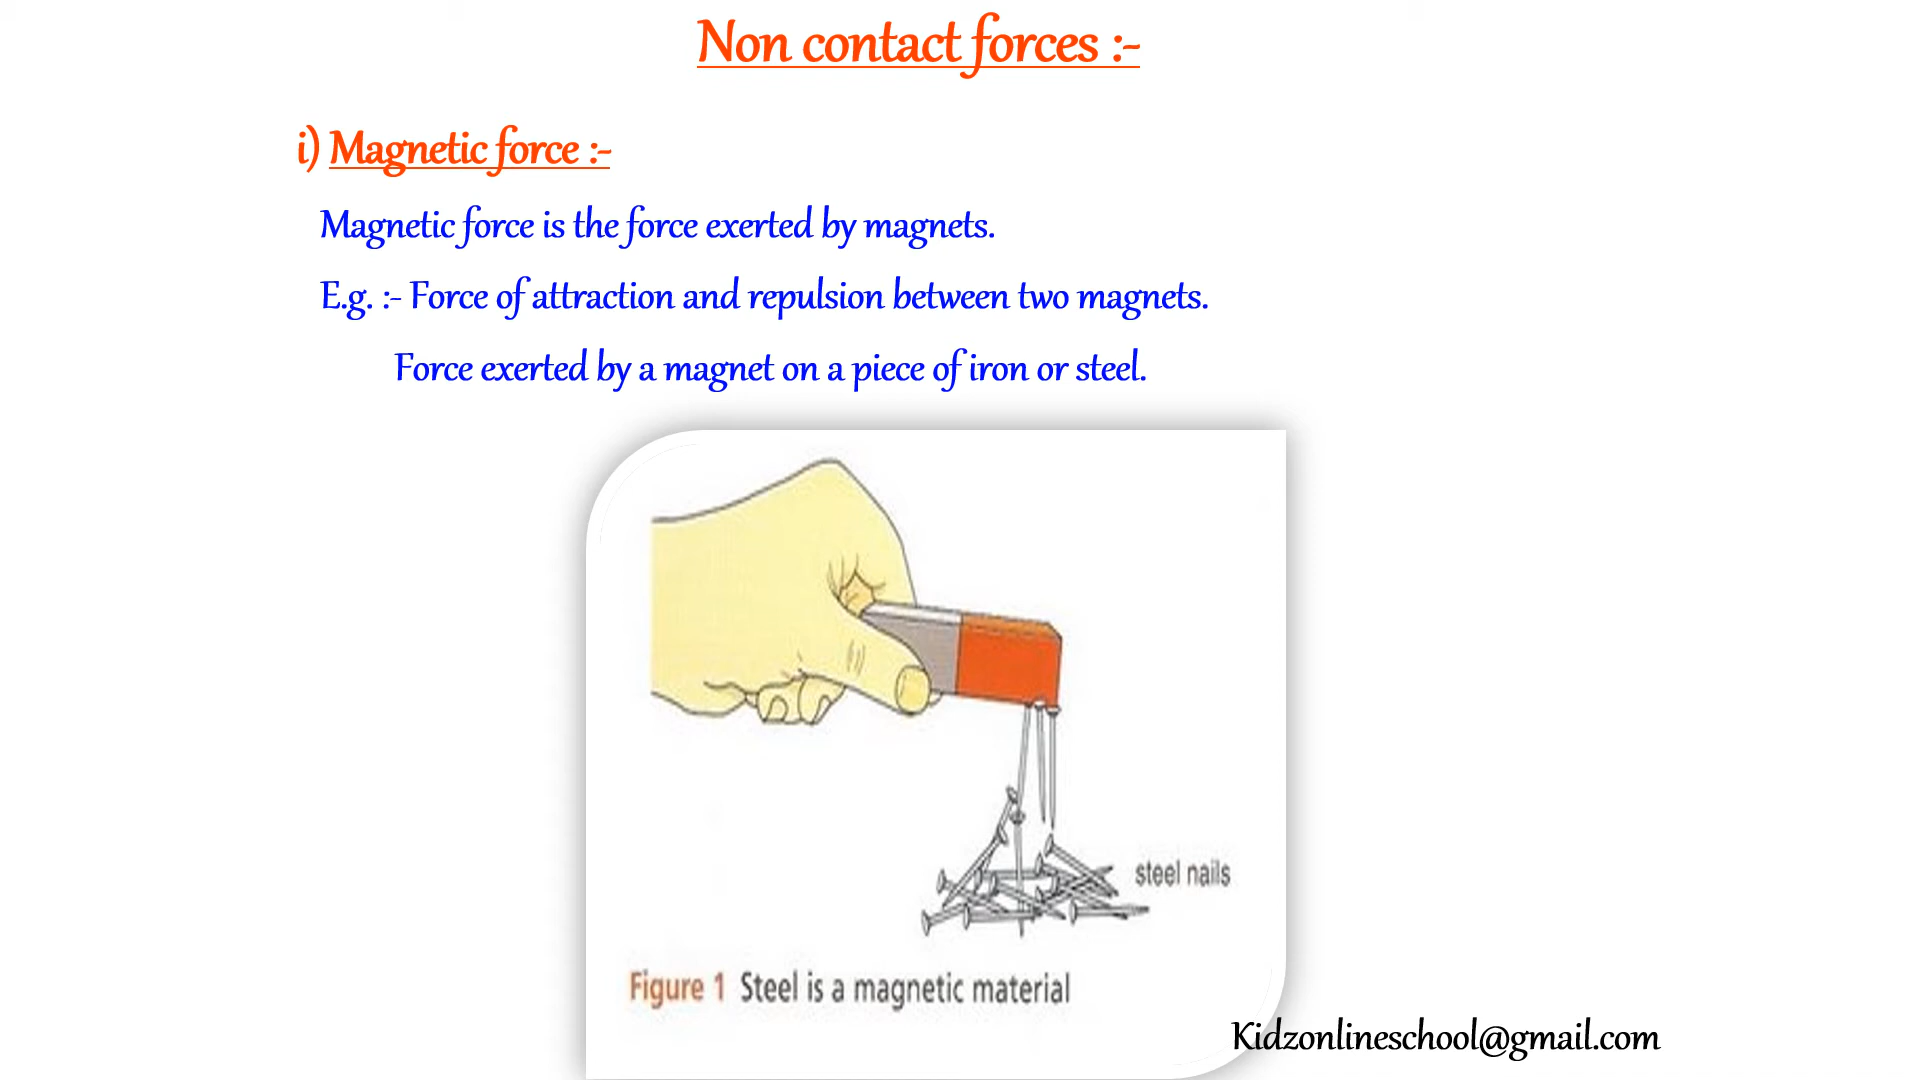 Non contact forces :-
i) Magnetic force :-
Magnetic force is the force exerted by magnets.
E.g. :- Force of attraction and repulsion between two magnets.
Force exerted by a magnet on a piece of iron or steel.
steel nails
Figure 1 Steel is a magnetic material
Kidzonlineschool@gmail.com